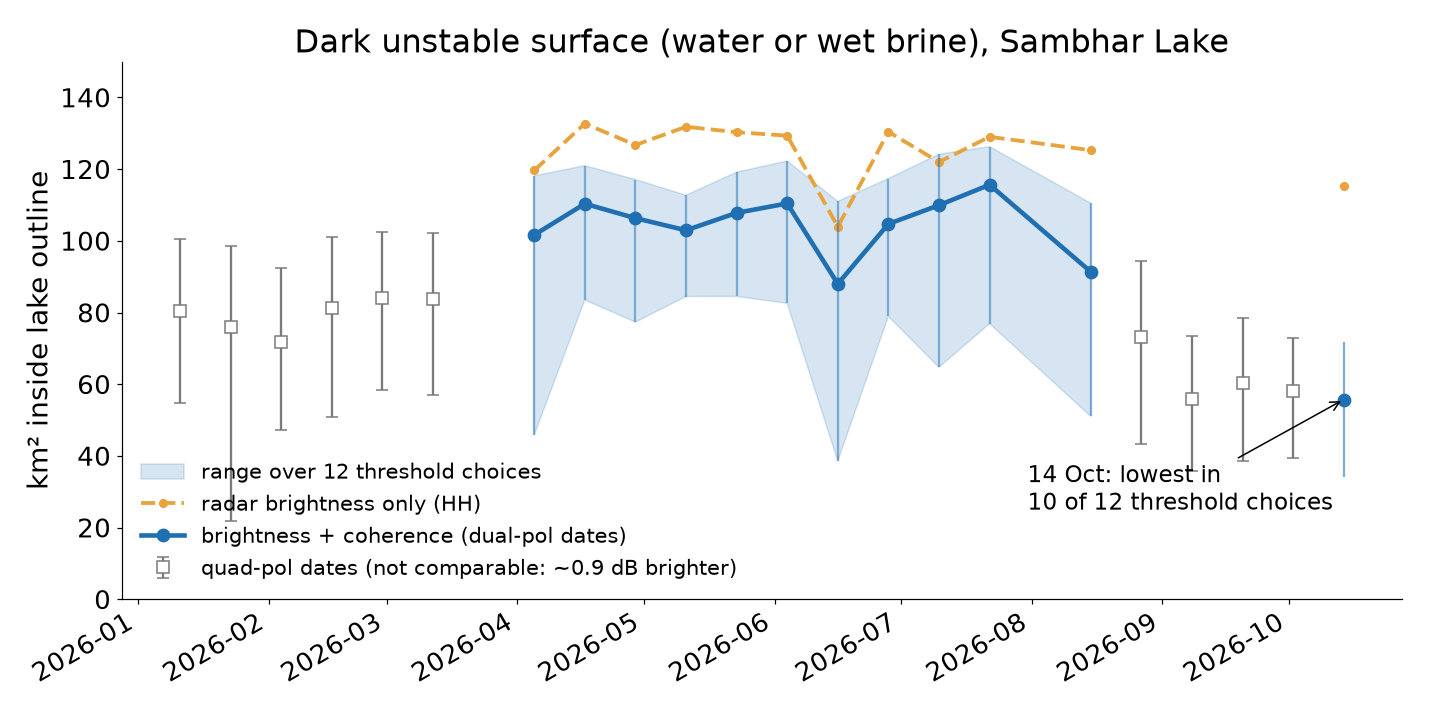 Dark unstable surface (water or wet brine), Sambhar Lake
km² inside lake outline
140
120
100
80
60
40
20
0
range over 12 threshold choices
radar brightness only (HH)
brightness + coherence (dual-pol dates)
quad-pol dates (not comparable: ~0.9 dB brighter)
14 Oct: lowest in
10 of 12 threshold choices
2026-01
2026-02
2026-03
2026-04
2026-05
2026-06
2026-07
2026-08
2026-09
2026-10